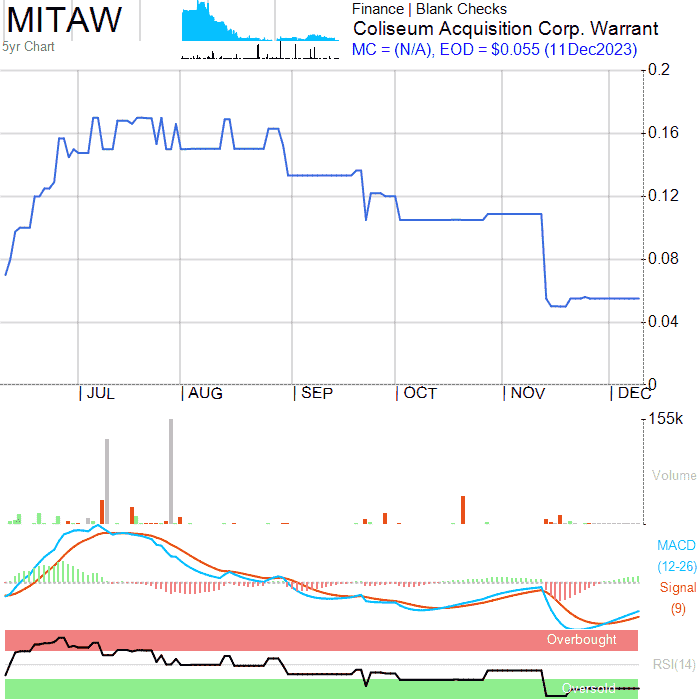 MITAW
5yr Chart
Finance | Blank Checks
Coliseum Acquisition Corp. Warrant
MC = (N/A), EOD = $0.055 (11Dec2023)
0.2
0.16
0.12
0.08
0.04
0
JUL AUG SEP OCT NOV DEC
155k
Volume
MACD
(12-26)
Signal
(9)
Overbought
RSI(14)
Oversold